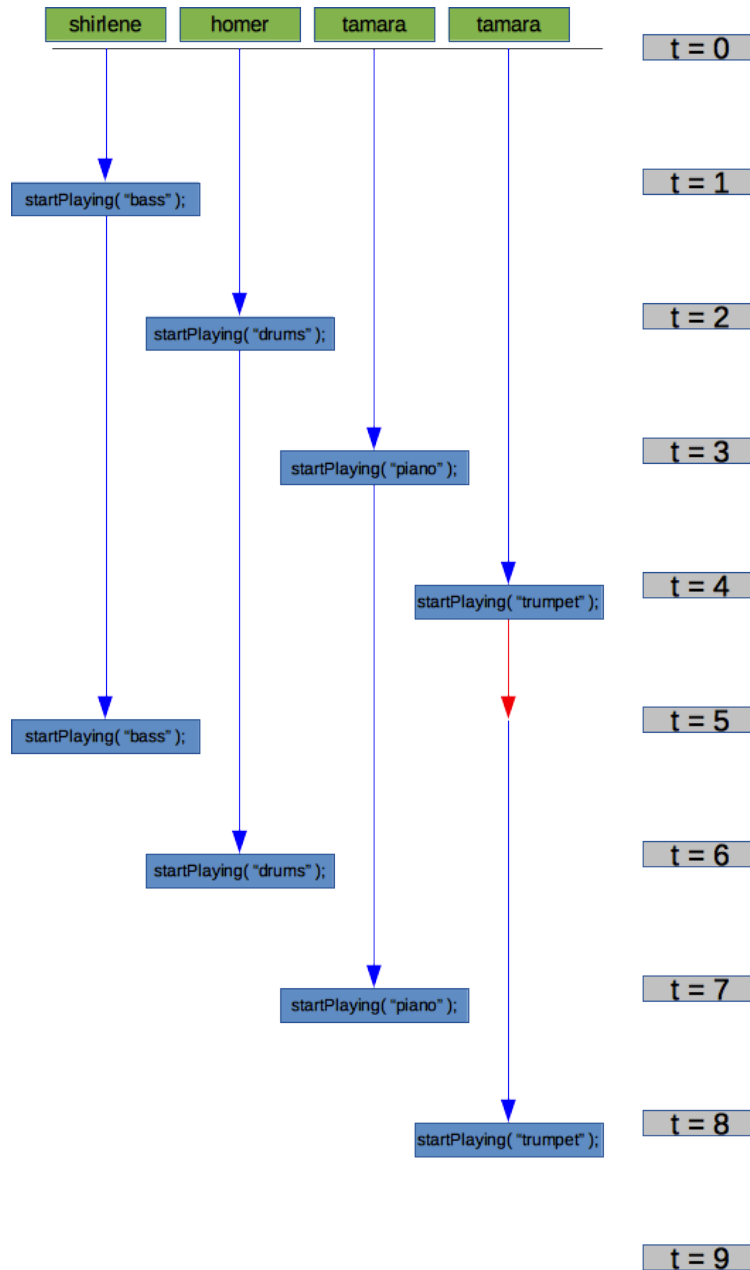 shirlene homer tamara tamara
t = 0
startPlaying( “bass” );
t = 1
startPlaying( “drums” );
t = 2
startPlaying( “piano” );
t = 3
startPlaying( “trumpet” );
t = 4
startPlaying( “bass” );
t = 5
startPlaying( “drums” );
t = 6
startPlaying( “piano” );
t = 7
startPlaying( “trumpet” );
t = 8
t = 9